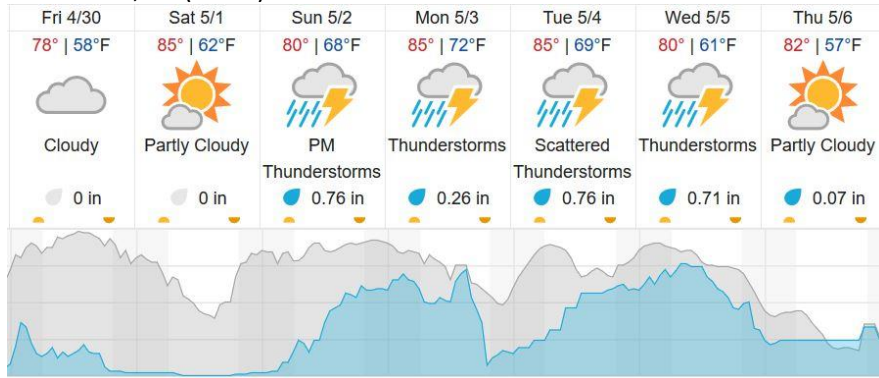 Fri 4/30 Sat 5/1 Sun 5/2 Mon 5/3 Tue 5/4 Wed 5/5 Thu 5/6
78° | 58°F 85° | 62°F 80° | 68°F 85° | 72°F 85° | 69°F 80° | 61°F 82° | 57°F
Cloudy Partly Cloudy PM Thunderstorms Scattered Thunderstorms Partly Cloudy
Thunderstorms Thunderstorms
0 in 0 in 0.76 in 0.26 in 0.76 in 0.71 in 0.07 in